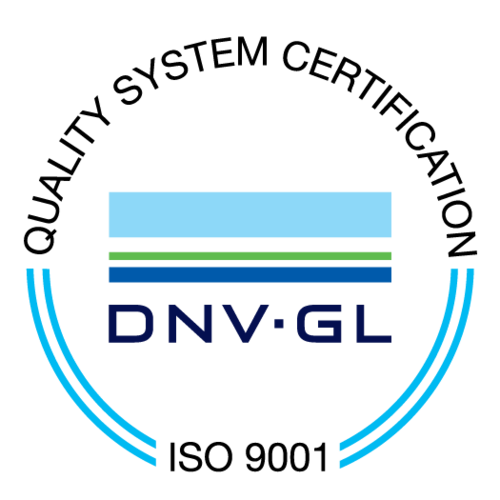 QUALITY SYSTEM CERTIFICATION
DNV·GL
ISO 9001